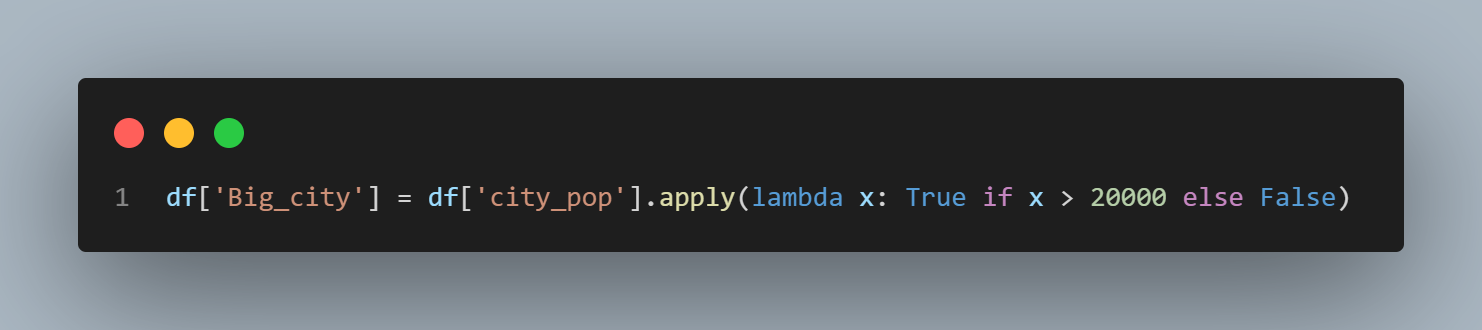 1 df['Big_city'] = df['city_pop'].apply(lambda x: True if x > 20000 else False)